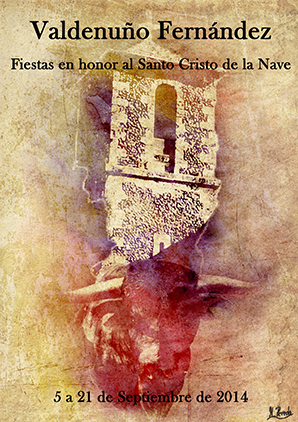 Valdenuño Fernández
Fiestas en honor al Santo Cristo de la Nave
5 a 21 de Septiembre de 2014